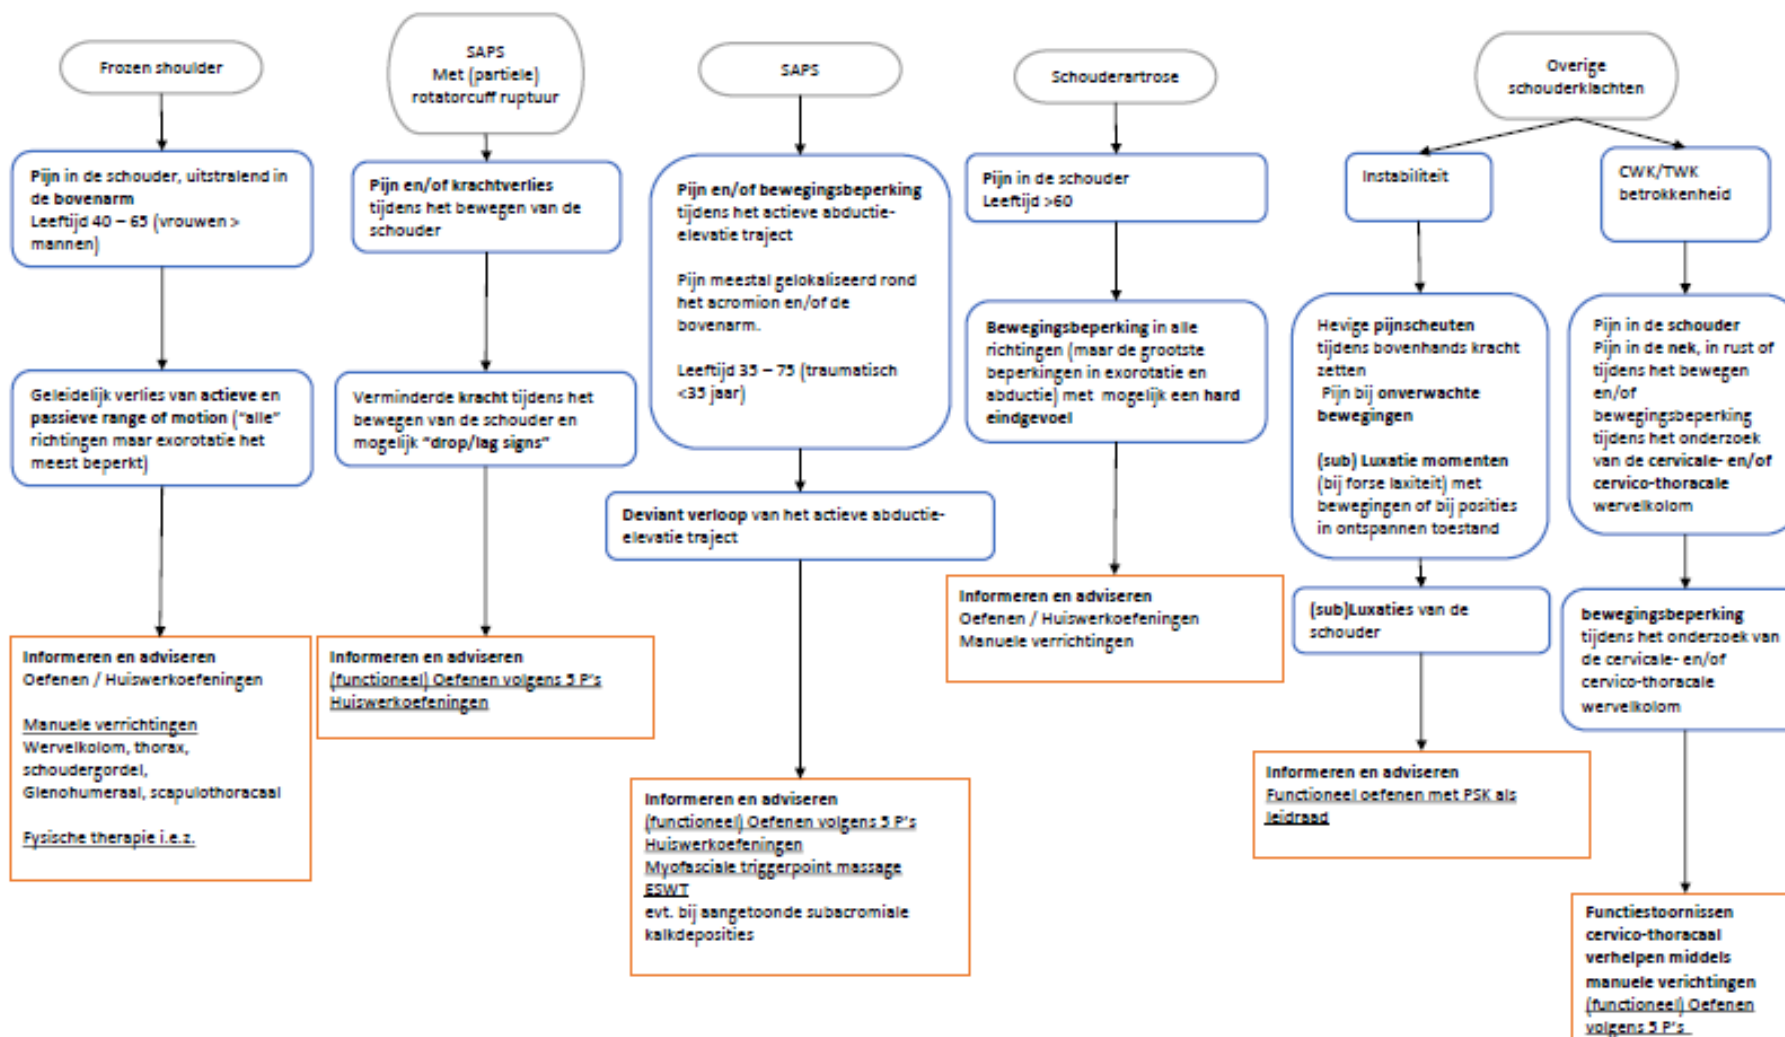 Frozen shoulder
Pijn in de schouder, uitstralend in
de bovenarm
Leeftijd 40 – 65 (vrouwen >
mannen)
Geleidelijk verlies van actieve en
passieve range of motion (“alle”
richtingen maar exorotatie het
meest beperkt)
Informeren en adviseren
Oefenen / Huiswerkoefeningen
Manuele verrichtingen
Wervelkolom, thorax,
schoudergordel,
Glenohumeraal, scapulothoracaal
Fysische therapie i.e.z.
SAPS
Met (partiele)
rotatorcuff ruptuur
Pijn en/of krachtverlies
tijdens het bewegen van de
schouder
Verminderde kracht tijdens het
bewegen van de schouder en
mogelijk “drop/lag signs”
Informeren en adviseren
(functioneel) Oefenen volgens 5 P's
Huiswerkoefeningen
SAPS
Pijn en/of bewegingsbeperking
tijdens het actieve abductie-
elevatie traject
Pijn meestal gelokaliseerd rond
het acromion en/of de
bovenarm.
Leeftijd 35 – 75 (traumatisch
<35 jaar)
Deviant verloop van het actieve abductie-
elevatie traject
Informeren en adviseren
(functioneel) Oefenen volgens 5 P's
Huiswerkoefeningen
Myofasciale triggerpoint massage
ESWT
evt. bij aangetoonde subacromiale
kalkdeposities
Schouderartrose
Pijn in de schouder
Leeftijd >60
Bewegingsbeperking in alle
richtingen (maar de grootste
beperkingen in exorotatie en
abductie) met mogelijk een hard
eindgevoel
Informeren en adviseren
Oefenen / Huiswerkoefeningen
Manuele verrichtingen
Overige
schouderklachten
Instabiliteit
Hevige pijnscheuten
tijdens bovenhands kracht
zetten
Pijn bij onverwachte
bewegingen
(sub) Luxatie momenten
(bij forse laxiteit) met
bewegingen of bij posities
in ontspannen toestand
(sub)Luxaties van de
schouder
Informeren en adviseren
Functioneel oefenen met PSK als
leidraad
CWK/TWK
betrokkenheid
Pijn in de schouder
Pijn in de nek, in rust of
tijdens het bewegen
en/of
bewegingsbeperking
tijdens het onderzoek
van de cervicale- en/of
cervico-thoracale
wervelkolom
bewegingsbeperking
tijdens het onderzoek van
de cervicale- en/of
cervico-thoracale
wervelkolom
Functiestoornissen
cervico-thoracaal
verhelpen middels
manuele verichtingen
(functioneel) Oefenen
volgens 5 P's